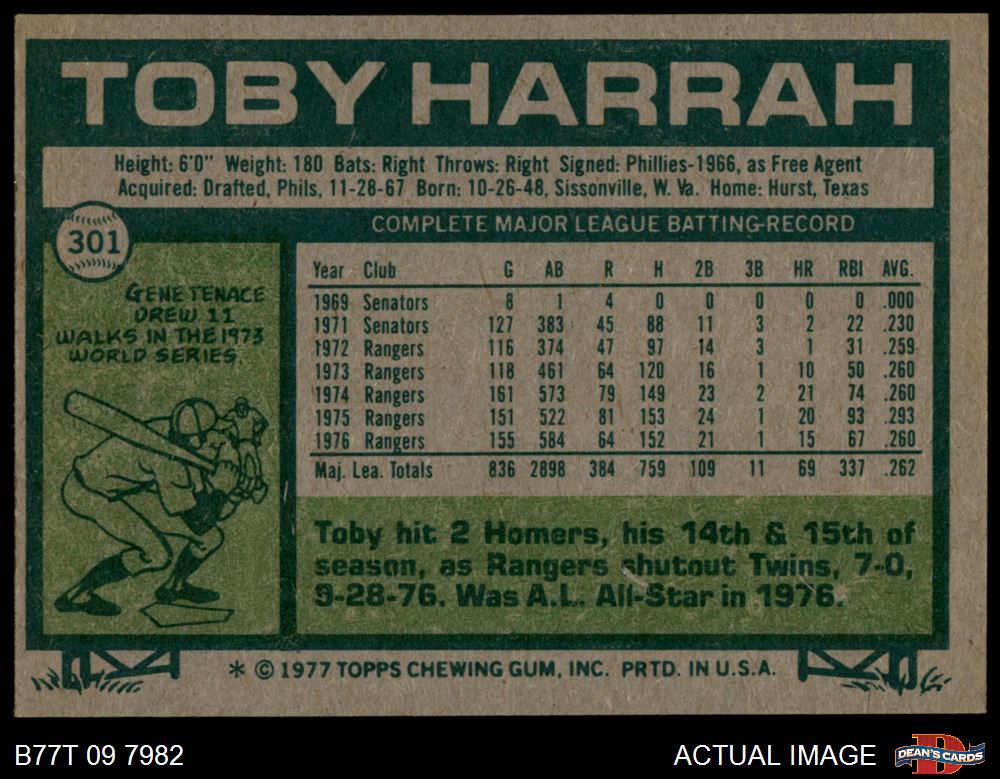 TOBY HARRAH
Height: 6'0" Weight: 180 Bats: Right Throws: Right Signed: Phillies-1966, as Free Agent
Acquired: Drafted, Phils, 11-28-67 Born: 10-26-48, Sissonville, W. Va. Home: Hurst, Texas
301
COMPLETE MAJOR LEAGUE BATTING-RECORD
GENE TENACE
DREW 11
WALKS IN THE 1973
WORLD SERIES.
Year Club G AB R H 2B 3B HR RBI AVG.
1969 Senators 8 1 4 0 0 0 0 0 .000
1971 Senators 127 383 45 88 11 3 2 22 .230
1972 Rangers 116 374 47 97 14 3 1 31 .259
1973 Rangers 118 461 64 120 16 1 10 50 .260
1974 Rangers 161 573 79 149 23 2 21 74 .260
1975 Rangers 151 522 81 153 24 1 20 93 .293
1976 Rangers 155 584 64 152 21 1 15 67 .260
Maj. Lea. Totals 836 2898 384 759 109 11 69 337 .262
Toby hit 2 Homers, his 14th & 15th of
season, as Rangers shutout Twins, 7-0,
9-28-76. Was A.L. All-Star in 1976.
* © 1977 TOPPS CHEWING GUM, INC. PRTD. IN U.S.A.
B77T 09 7982
ACTUAL IMAGE
D
DEAN'S CARDS